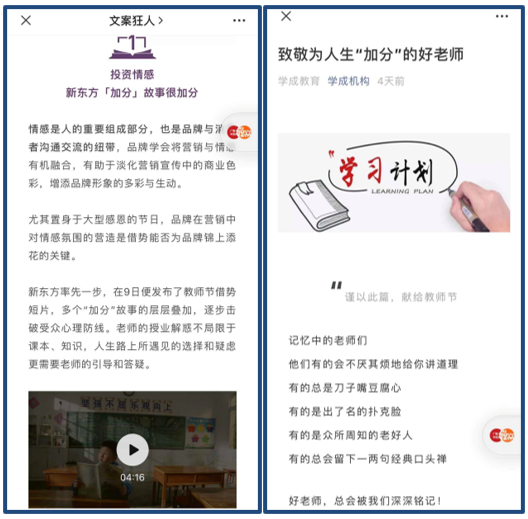 文案狂人
1
投资情感
新东方「加分」故事很加分
情感是人的重要组成部分，也是品牌与消
者沟通交流的纽带，品牌学会将营销与情感
有机融合，有助于淡化营销宣传中的商业色
彩，增添品牌形象的多彩与生动。
尤其置身于大型感恩的节日，品牌在营销中
对情感氛围的营造是借势能否为品牌锦上添
花的关键。
新东方率先一步，在9日便发布了教师节借势
短片，多个“加分”故事的层层叠加，逐步击
破受众心理防线。老师的授业解惑不局限于
课本、知识，人生路上所遇见的选择和疑虑
更需要老师的引导和答疑。
04:16
致敬为人生“加分”的好老师
学成教育 学成机构 4天前
学习计划
LEARNING PLAN
谨以此篇，献给教师节
记忆中的老师们
他们有的会不厌其烦地给你讲道理
有的总是刀子嘴豆腐心
有的是出了名的扑克脸
有的是众所周知的老好人
有的总会留下一两句经典口头禅
好老师，总会被我们深深铭记！